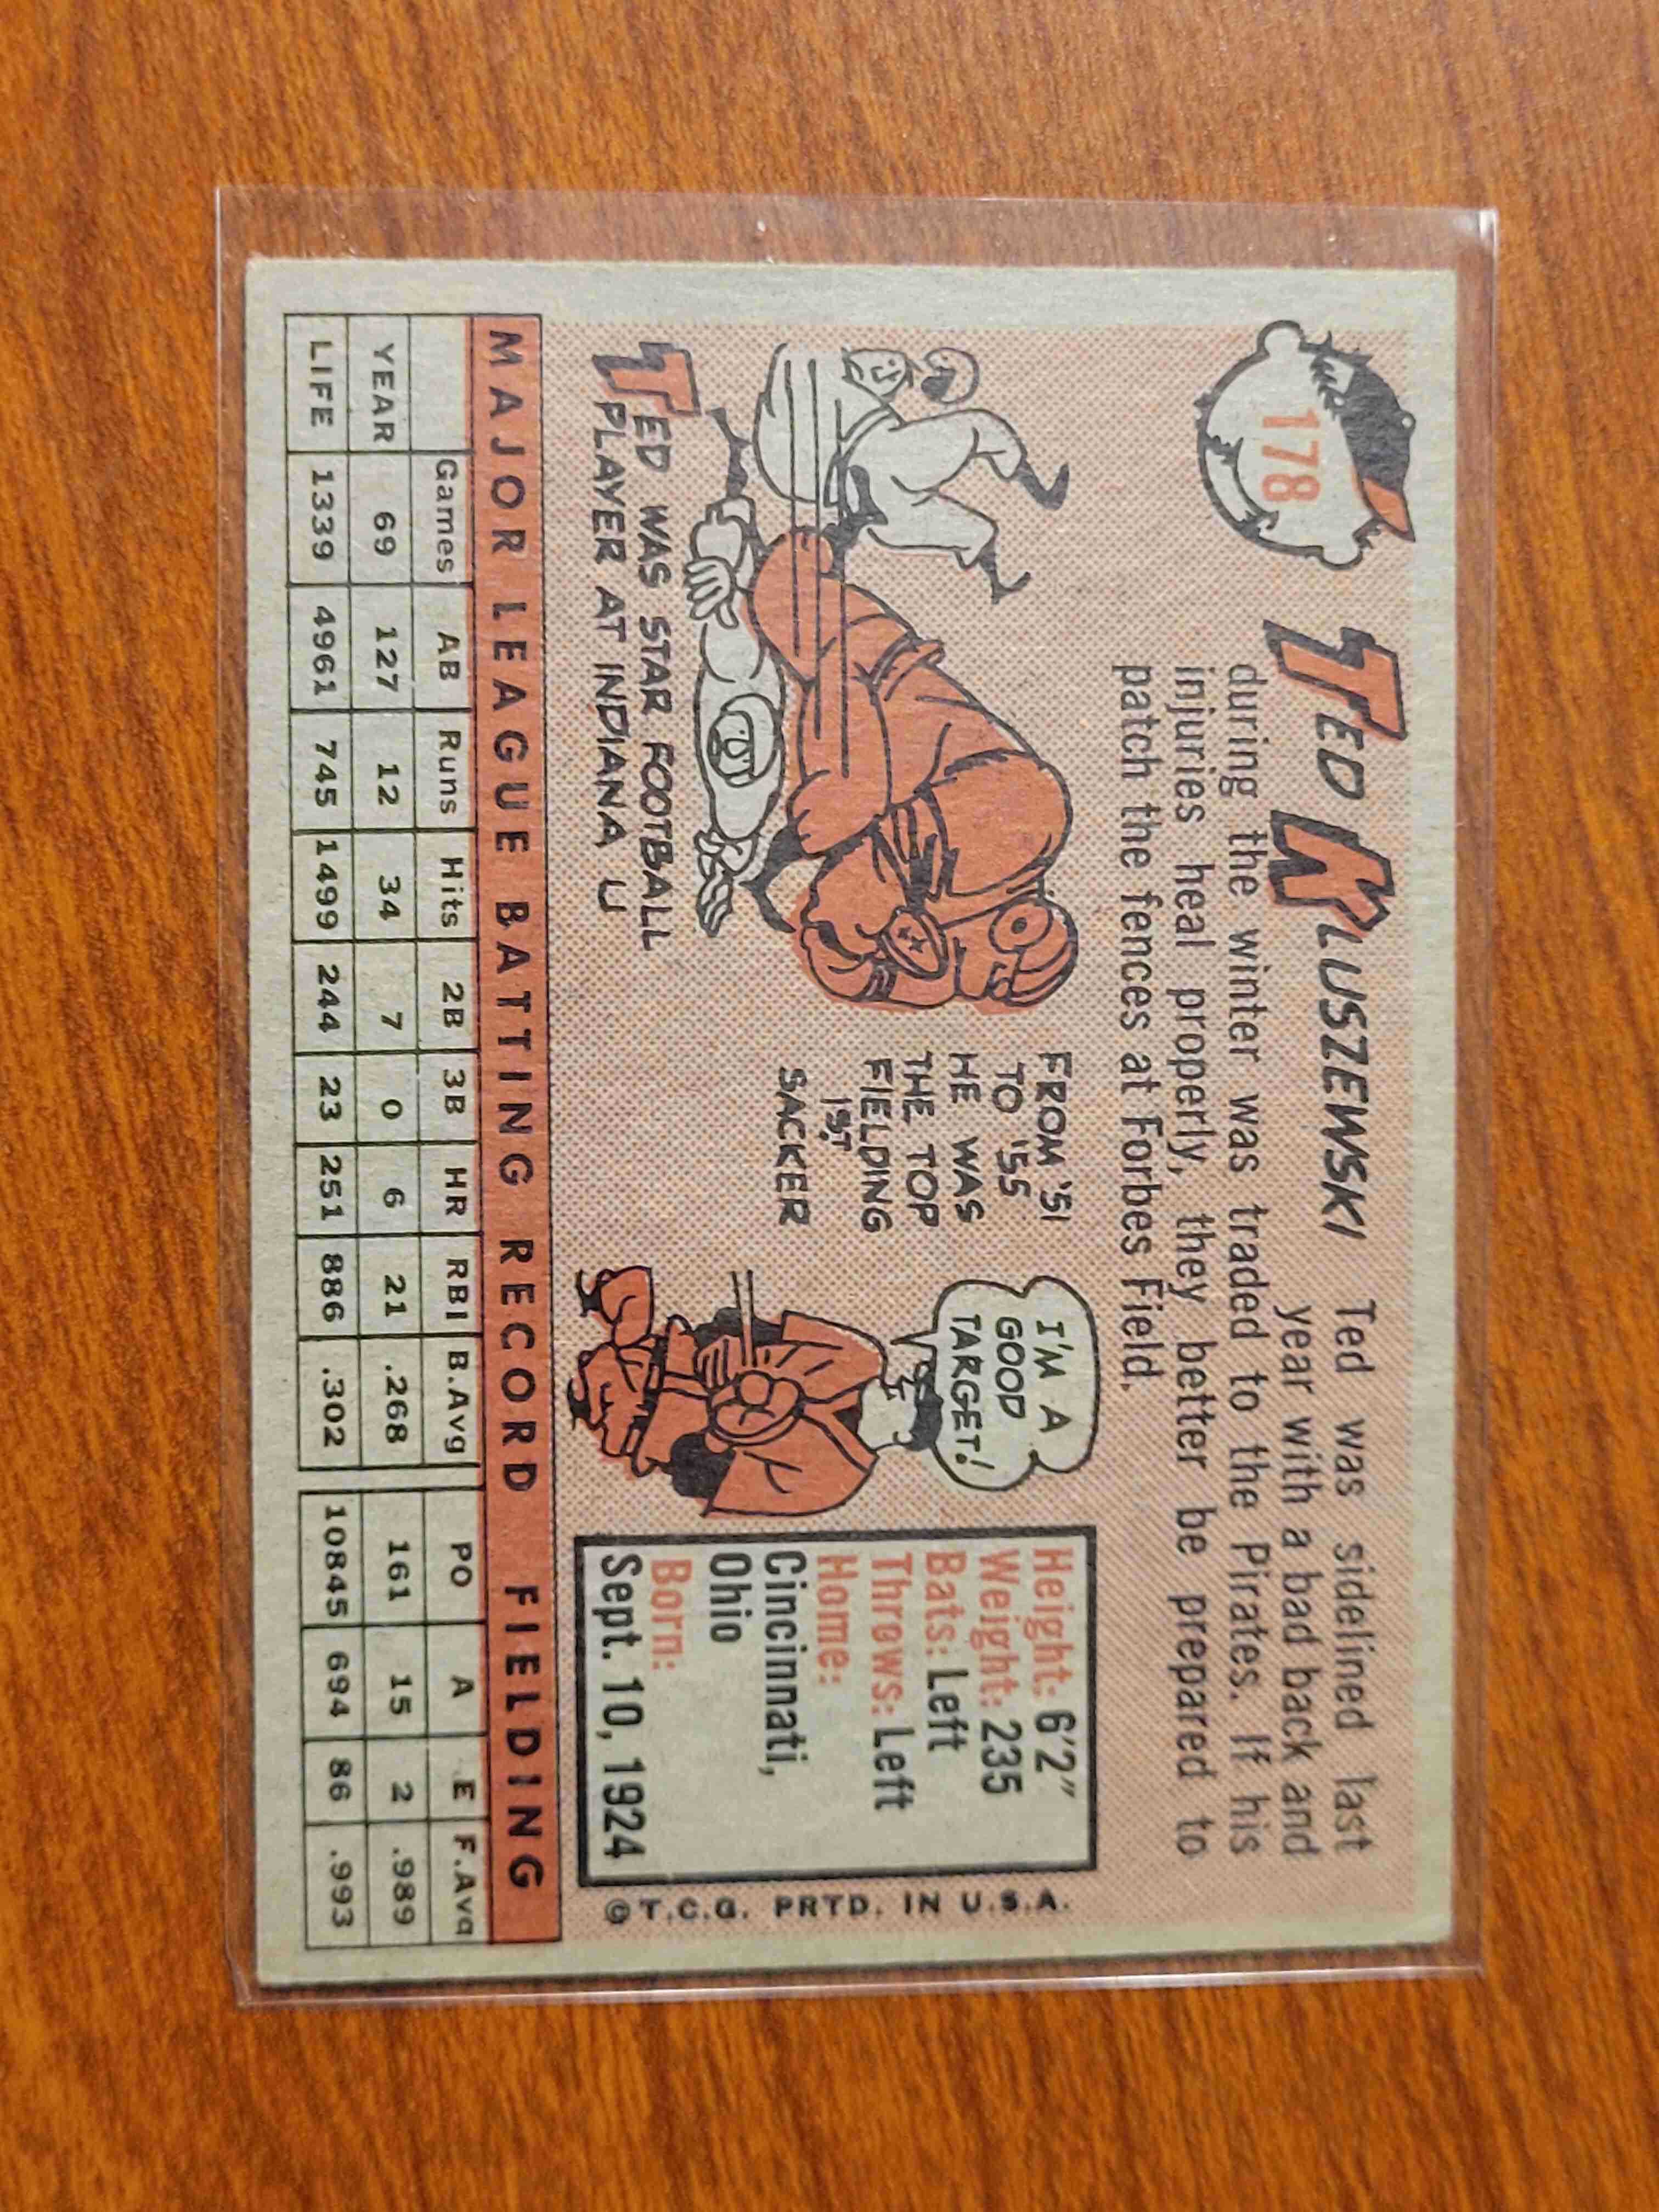 178
TED KLUSZEWSKI
Ted was sidelined last
year with a bad back and
during the winter was traded to the Pirates. If his
injuries heal properly, they better be prepared to
patch the fences at Forbes Field.
TED WAS STAR FOOTBALL
PLAYER AT INDIANA U
FROM '51
TO '55
HE WAS
THE TOP
FIELDING
1ST.
SACKER
I'M A
GOOD
TARGET!
Height: 6'2"
Weight: 235
Bats: Left
Throws: Left
Home:
Cincinnati,
Ohio
Born:
Sept. 10, 1924
©T.C.G. PRTD. IN U.S.A.
MAJOR LEAGUE BATTING RECORD FIELDING
Games AB Runs Hits 2B 3B HR RBI B.Avg PO A E F.Avg
YEAR 69 127 12 34 7 0 6 21 .268 161 15 2 .989
LIFE 1339 4961 745 1499 244 23 251 886 .302 10845 694 86 .993